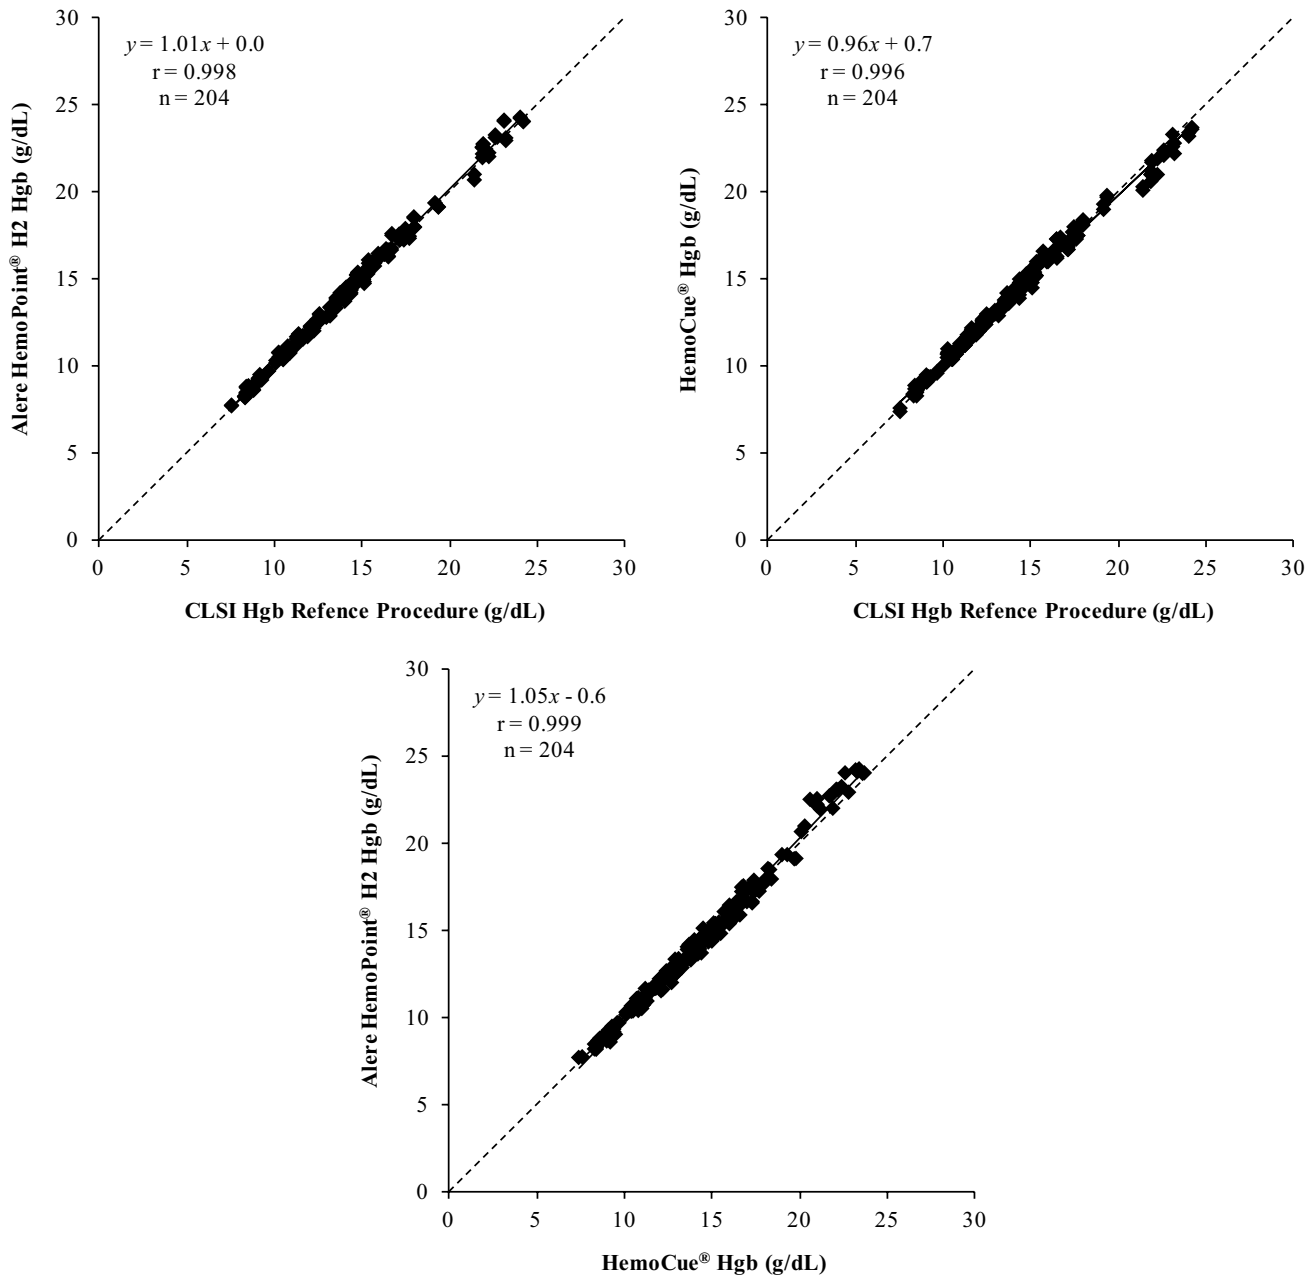 30
25
20
15
10
5
0
0 5 10 15 20 25 30
y = 1.01x + 0.0
r = 0.998
n = 204
Alere HemoPoint® H2 Hgb (g/dL)
CLSI Hgb Refence Procedure (g/dL)
30
25
20
15
10
5
0
0 5 10 15 20 25 30
y = 0.96x + 0.7
r = 0.996
n = 204
HemoCue® Hgb (g/dL)
CLSI Hgb Refence Procedure (g/dL)
30
25
20
15
10
5
0
0 5 10 15 20 25 30
y = 1.05x - 0.6
r = 0.999
n = 204
Alere HemoPoint® H2 Hgb (g/dL)
HemoCue® Hgb (g/dL)